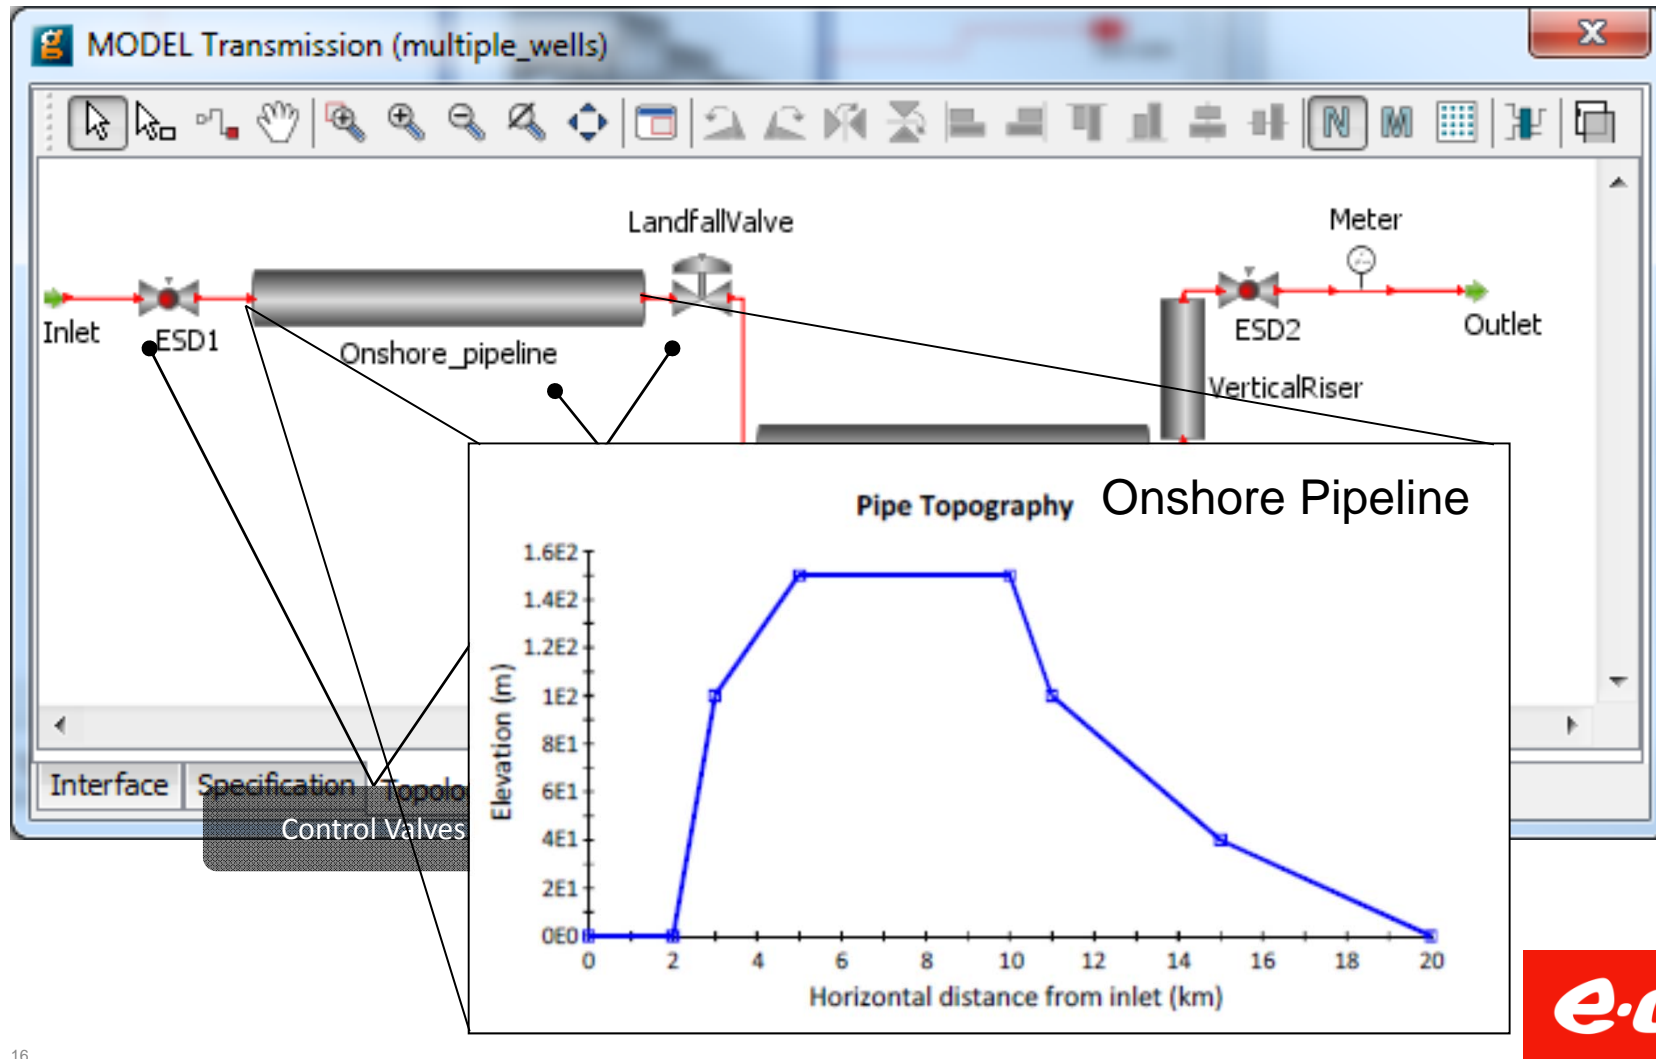 MODEL Transmission (multiple_wells)
N M
LandfallValve
Meter
Inlet
ESD1
Onshore_pipeline
ESD2
Outlet
VerticalRiser
Pipe Topography
Onshore Pipeline
1.6E2
1.4E2
1.2E2
1E2
8E1
6E1
4E1
2E1
0E0
Elevation (m)
0 2 4 6 8 10 12 14 16 18 20
Horizontal distance from inlet (km)
Interface Specification Topolo
Control Valves
e·
16